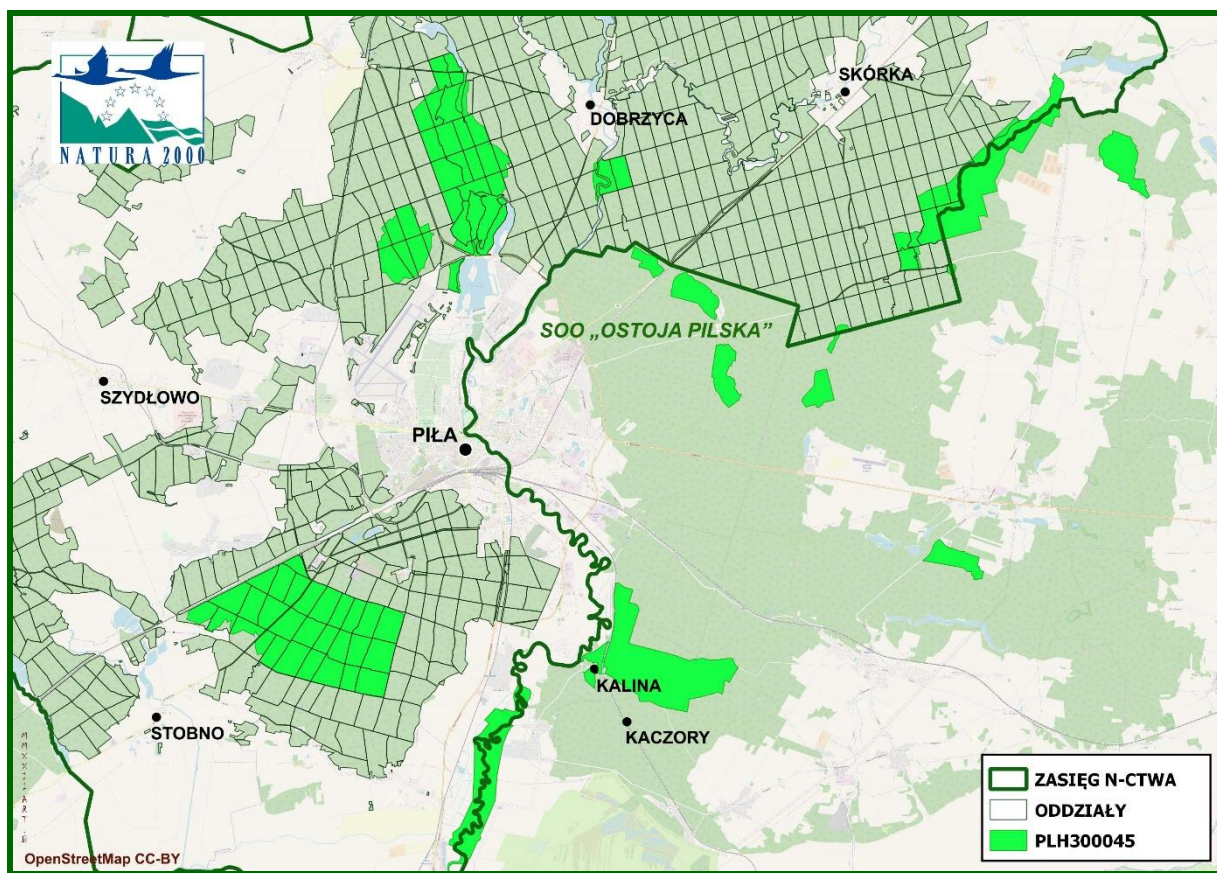 NATURA 2000
SKÓRKA
DOBRZYCA
SOO „OSTOJA PILSKA”
SZYDŁOWO
PIŁA
KALINA
STOBNO
KACZORY
ZASIĘG N-CTWA
ODDZIAŁY
PLH300045
OpenStreetMap CC-BY